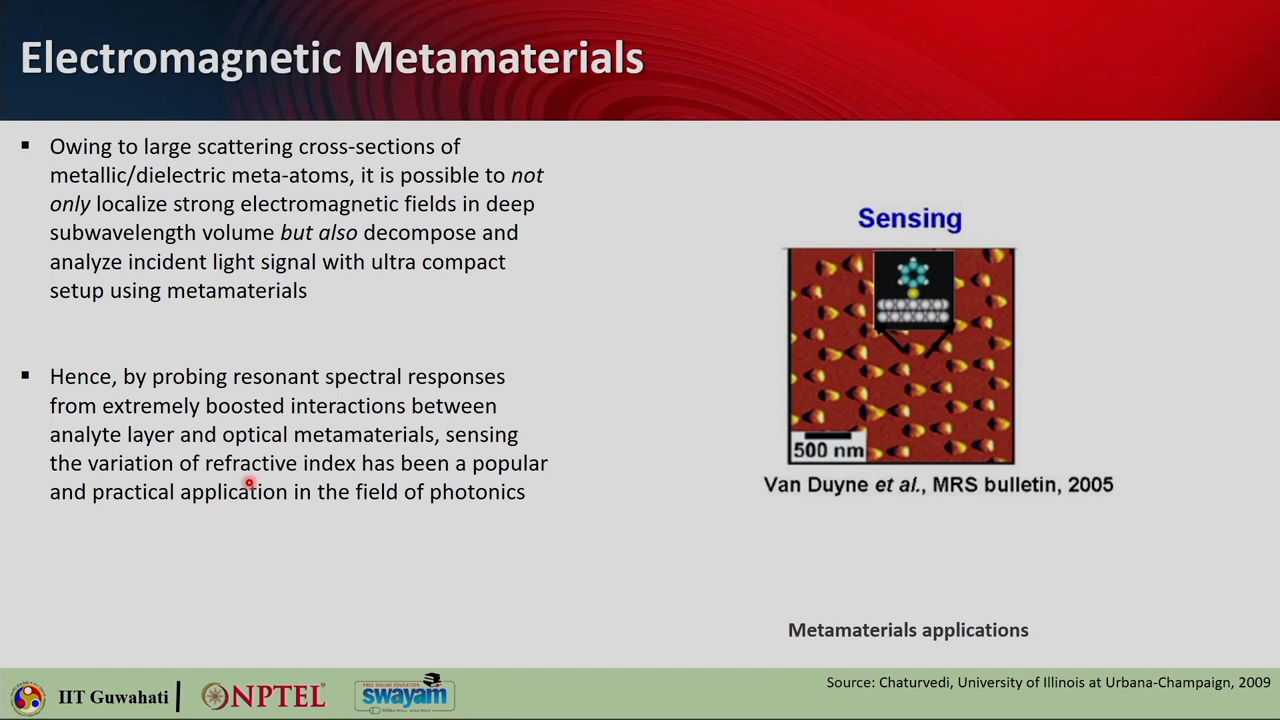 Electromagnetic Metamaterials
▪ Owing to large scattering cross-sections of
metallic/dielectric meta-atoms, it is possible to not
only localize strong electromagnetic fields in deep
subwavelength volume but also decompose and
analyze incident light signal with ultra compact
setup using metamaterials
▪ Hence, by probing resonant spectral responses
from extremely boosted interactions between
analyte layer and optical metamaterials, sensing
the variation of refractive index has been a popular
and practical application in the field of photonics
Sensing
500 nm
Van Duyne et al., MRS bulletin, 2005
Metamaterials applications
IIT Guwahati
NPTEL
FREE ONLINE EDUCATION
swayam
Source: Chaturvedi, University of Illinois at Urbana-Champaign, 2009